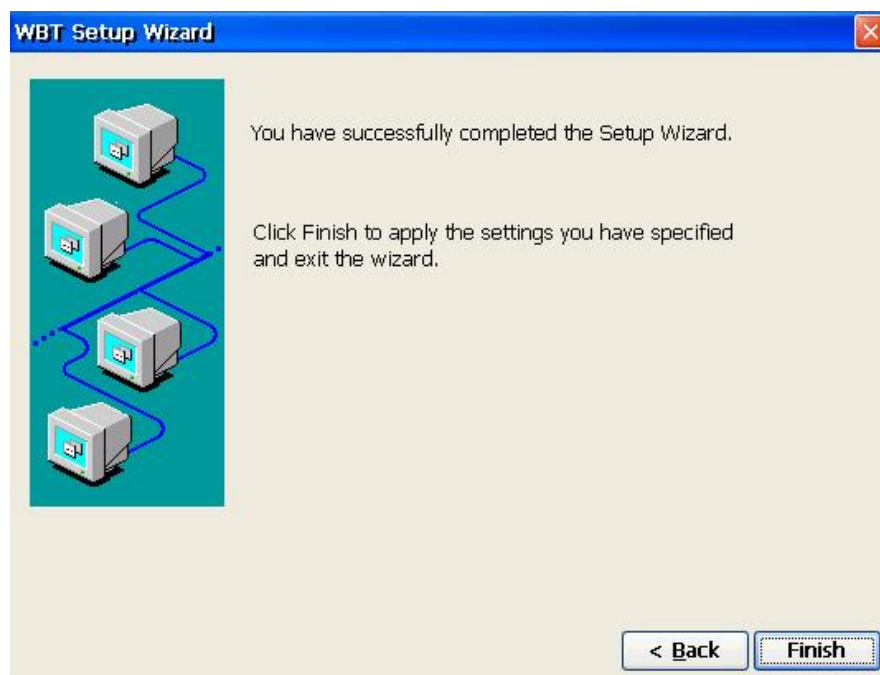 WBT Setup Wizard
You have successfully completed the Setup Wizard.
Click Finish to apply the settings you have specified
and exit the wizard.
< Back
Finish